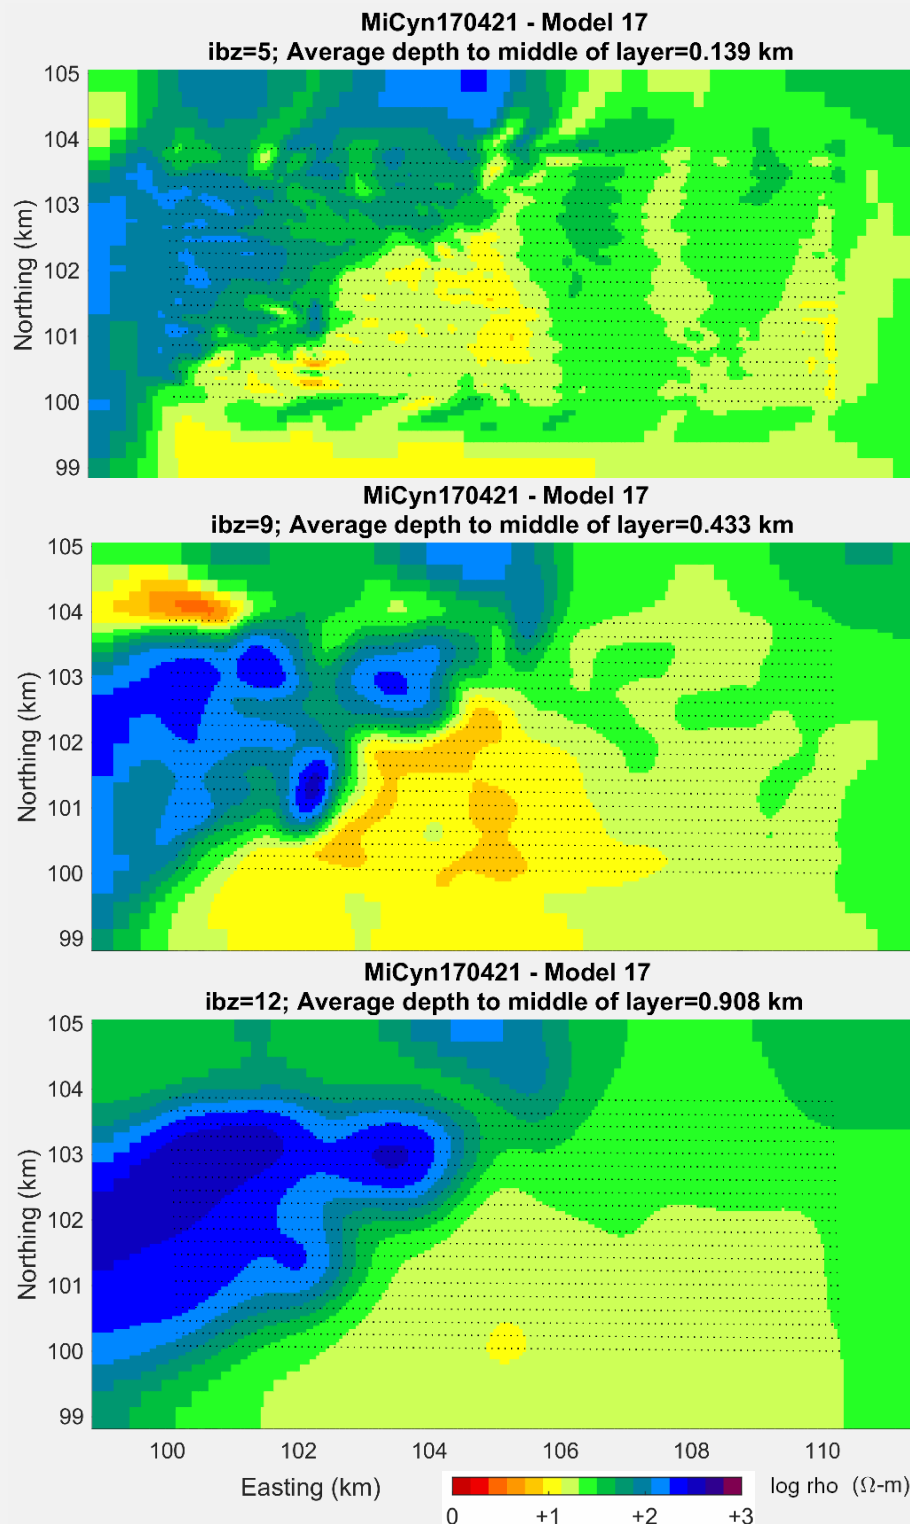 MiCyn170421 - Model 17
ibz=5; Average depth to middle of layer=0.139 km
105
104
103
102
101
100
99
Northing (km)
MiCyn170421 - Model 17
ibz=9; Average depth to middle of layer=0.433 km
105
104
103
102
101
100
99
Northing (km)
MiCyn170421 - Model 17
ibz=12; Average depth to middle of layer=0.908 km
105
104
103
102
101
100
99
Northing (km)
100 102 104 106 108 110
Easting (km)
log rho (Ω-m)
0 +1 +2 +3